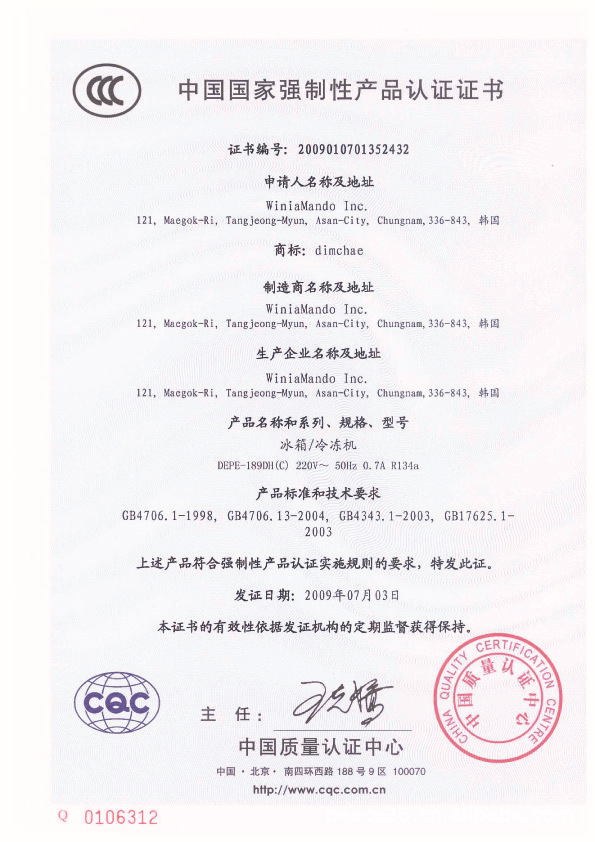 CCC
中国国家强制性产品认证证书
证书编号：2009010701352432
申请人名称及地址
WiniaMando Inc.
121, Maegok-Ri, Tangjeong-Myun, Asan-City, Chungnam,336-843, 韩国
商标：dimchae
制造商名称及地址
WiniaMando Inc.
121, Maegok-Ri, Tangjeong-Myun, Asan-City, Chungnam,336-843, 韩国
生产企业名称及地址
WiniaMando Inc.
121, Maegok-Ri, Tangjeong-Myun, Asan-City, Chungnam,336-843, 韩国
产品名称和系列、规格、型号
冰箱/冷冻机
DEPE-189DH(C) 220V～ 50Hz 0.7A R134a
产品标准和技术要求
GB4706.1-1998, GB4706.13-2004, GB4343.1-2003, GB17625.1-
2003
上述产品符合强制性产品认证实施规则的要求，特发此证。
发证日期：2009年07月03日
本证书的有效性依据发证机构的定期监督获得保持。
CHINA QUALITY CERTIFICATION CENTRE
中国质量认证中心
CQC
主 任：
中国质量认证中心
中国・北京・南四环西路 188 号 9 区 100070
http://www.cqc.com.cn
Q 0106312